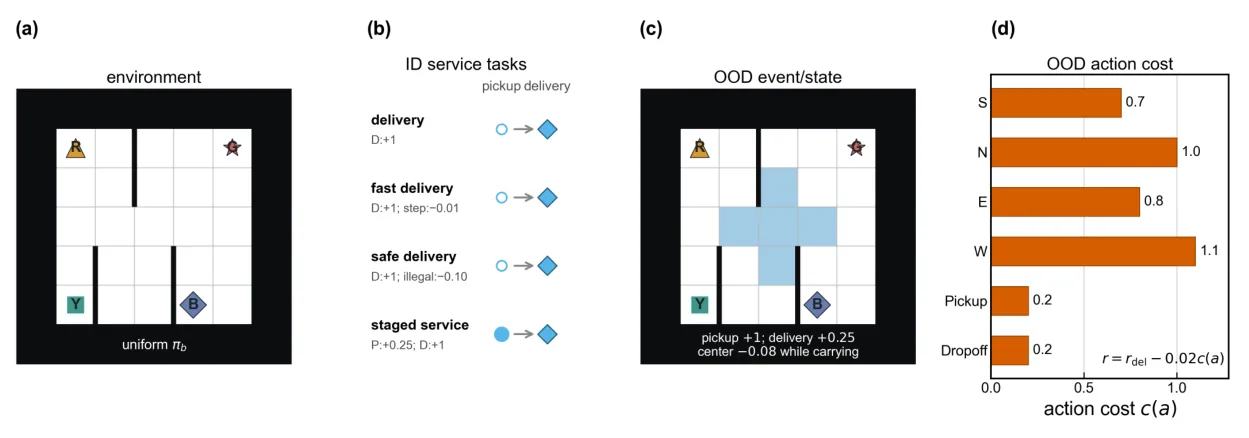 (a)
environment
R
G
Y
B
uniform π_b
(b)
ID service tasks
pickup delivery
delivery
D:+1
fast delivery
D:+1; step:−0.01
safe delivery
D:+1; illegal:−0.10
staged service
P:+0.25; D:+1
(c)
OOD event/state
R
G
Y
B
pickup +1; delivery +0.25
center −0.08 while carrying
(d)
OOD action cost
S
0.7
N
1.0
E
0.8
W
1.1
Pickup
0.2
Dropoff
0.2
r = r_del − 0.02c(a)
0.0 0.5 1.0
action cost c(a)